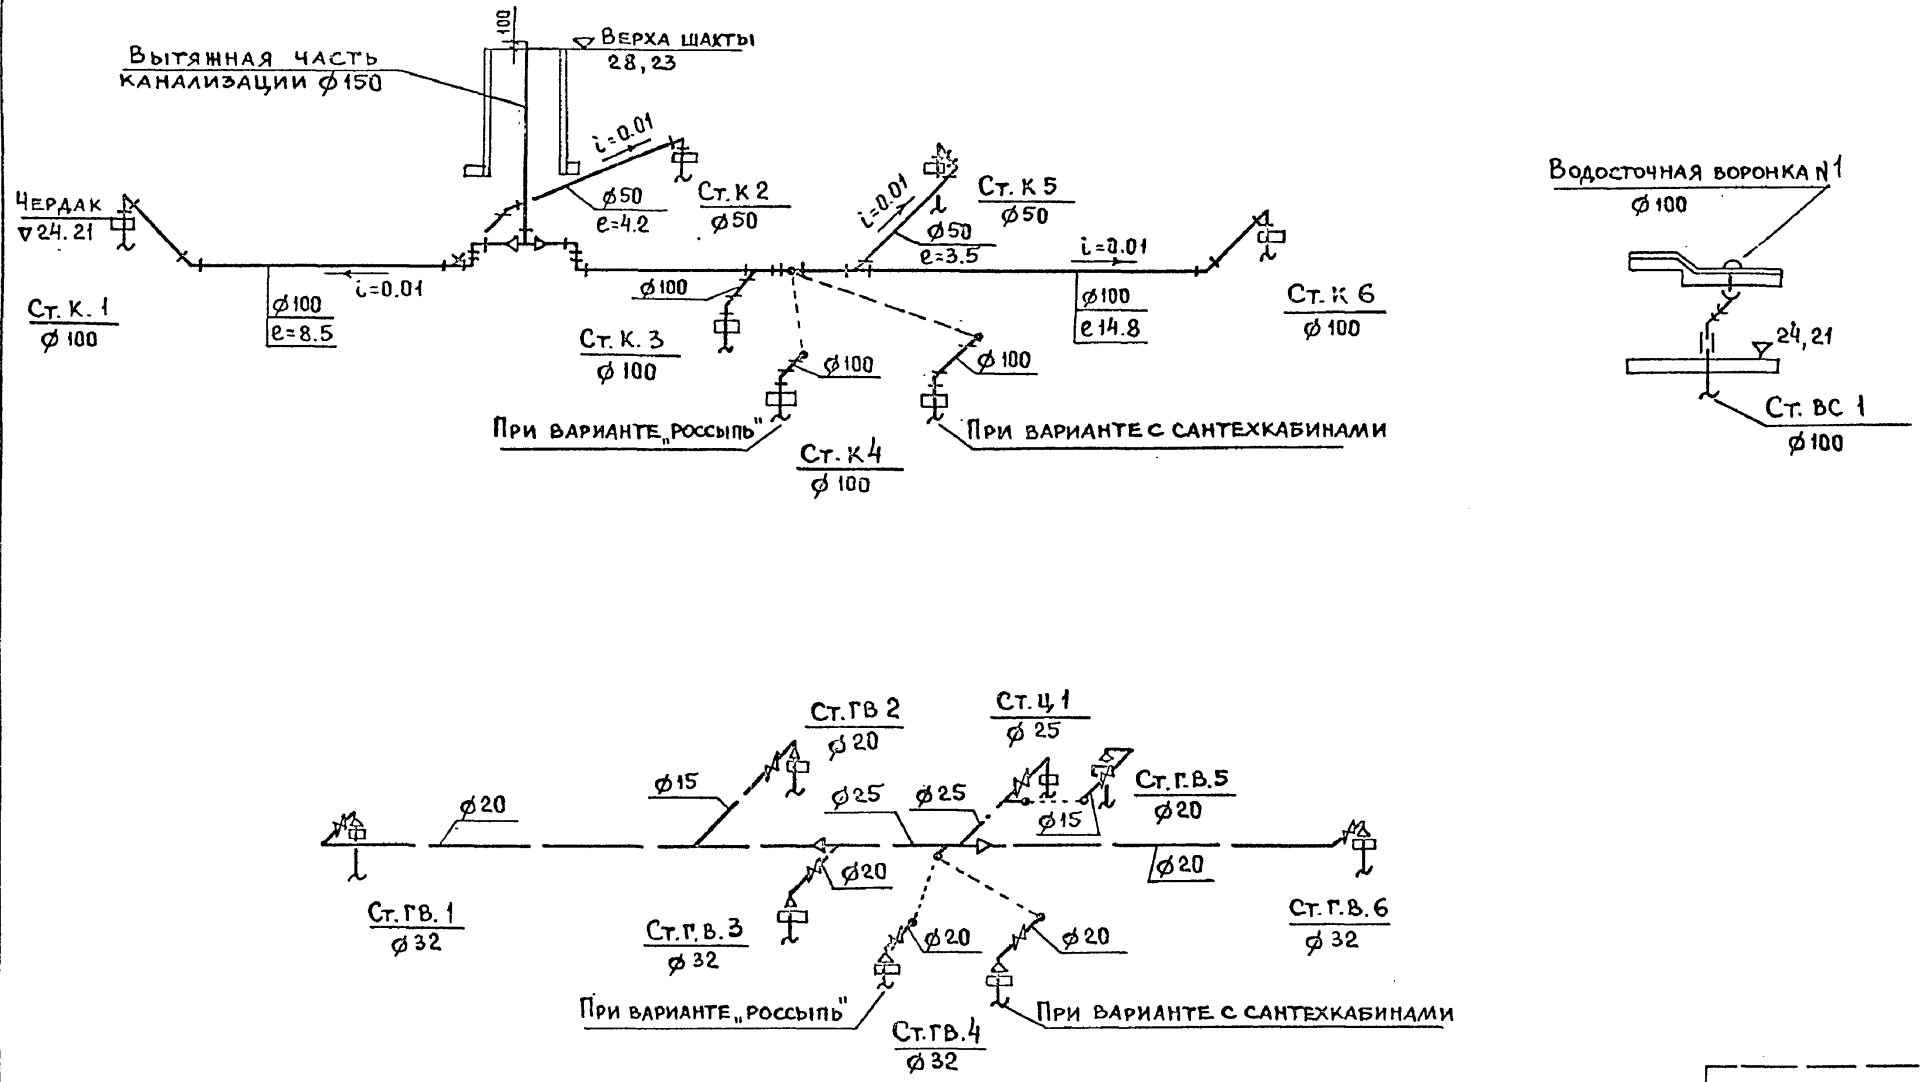 100
Верха шахты
28,23
Вытяжная часть
канализации ϕ150
i=0.01
Чердак
24.21
ϕ50
e=4.2
Ст. К 2
ϕ50
i=0.01
Ст. К 5
ϕ50
ϕ50
e=3.5
i=0.01
i=0.01
Ст. К. 1
ϕ100
ϕ100
e=8.5
ϕ100
Ст. К. 3
ϕ100
ϕ100
e 14.8
Ст. К 6
ϕ100
ϕ100
ϕ100
При варианте „россыпь"
При варианте с сантехкабинами
Ст. К 4
ϕ100
Водосточная воронка N1
ϕ100
24,21
Ст. ВС 1
ϕ100
Ст. ГВ 2
ϕ20
Ст. Ц 1
ϕ25
ϕ15
ϕ20
ϕ25
ϕ25
Ст. Г.В. 5
ϕ20
ϕ15
ϕ20
ϕ20
Ст. ГВ. 1
ϕ32
Ст. Г.В. 3
ϕ32
ϕ20
ϕ20
Ст. Г.В. 6
ϕ32
При варианте „россыпь"
При варианте с сантехкабинами
Ст. ГВ. 4
ϕ32